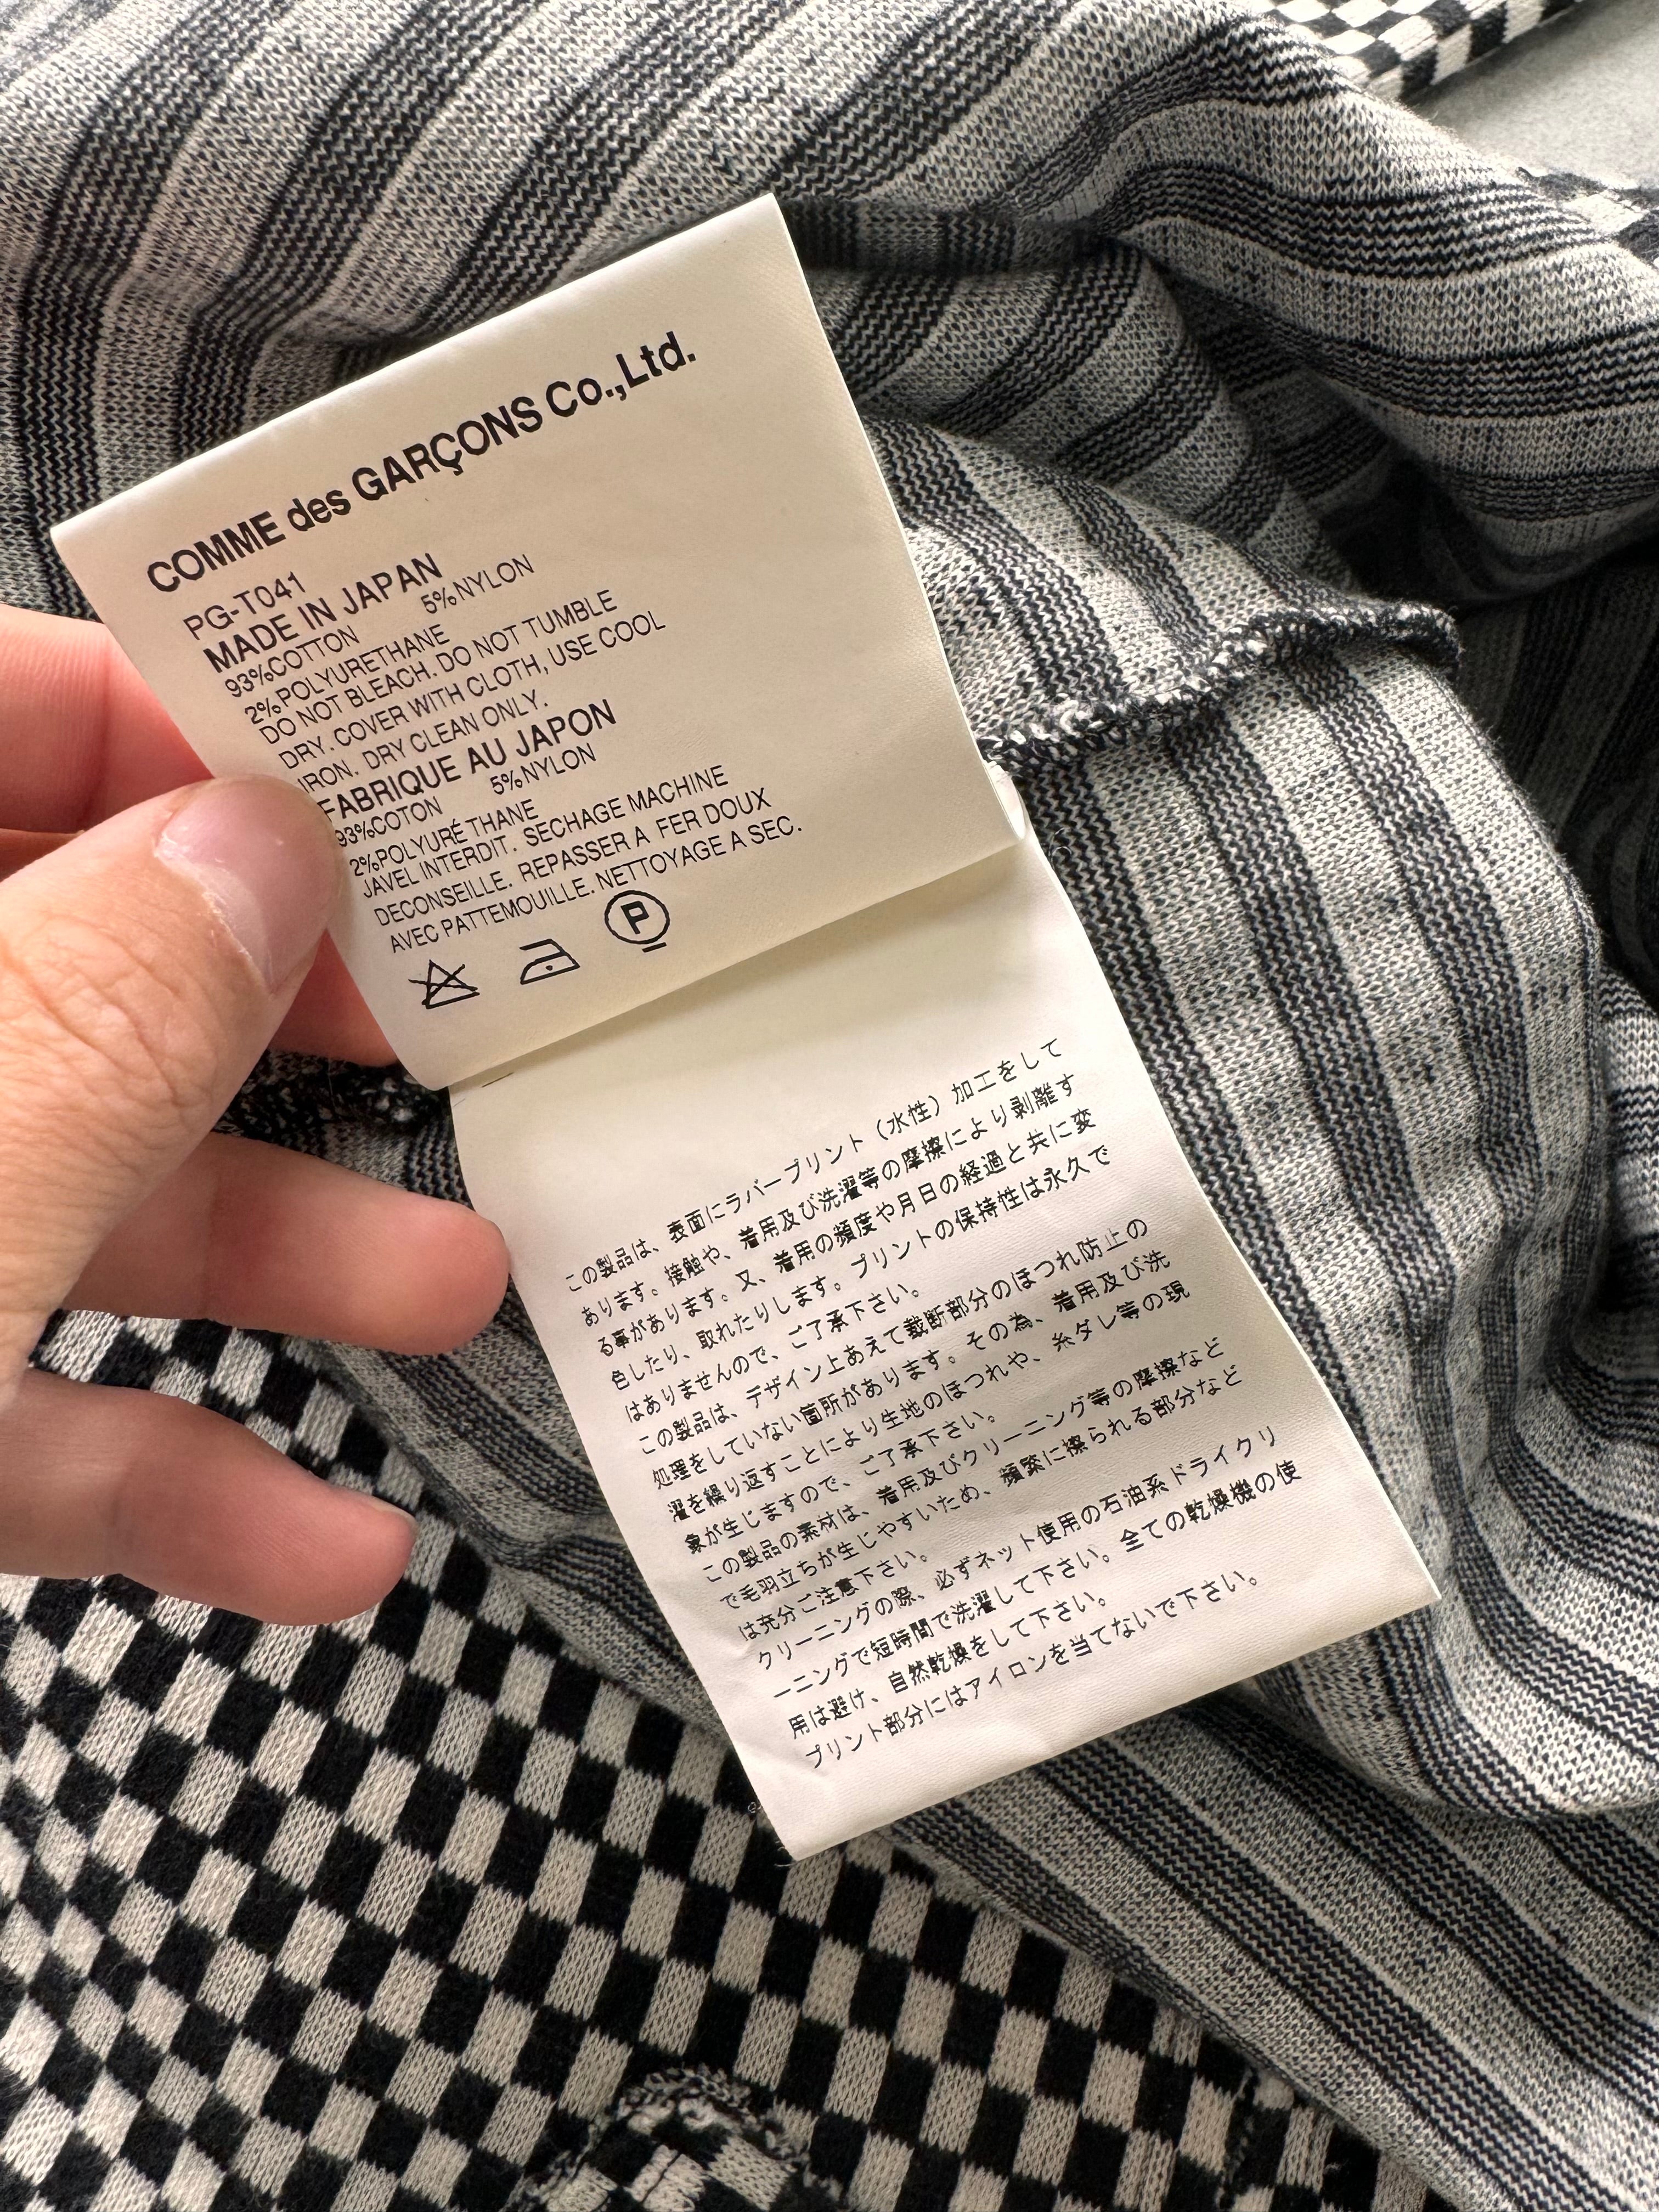 COMME des GARÇONS Co.,Ltd.
PG-T041
MADE IN JAPAN
93%COTTON 5%NYLON
2%POLYURETHANE
DO NOT BLEACH. DO NOT TUMBLE
DRY. COVER WITH CLOTH, USE COOL
IRON. DRY CLEAN ONLY.
FABRIQUE AU JAPON
93%COTON 5%NYLON
2%POLYURÉTHANE
JAVEL INTERDIT. SECHAGE MACHINE
DECONSEILLE. REPASSER A FER DOUX
AVEC PATTEMOUILLE. NETTOYAGE A SEC.
P
この製品は、表面にラバープリント（水性）加工をして
あります。接触や、着用及び洗濯等の摩擦により剥離す
る事があります。又、着用の頻度や月日の経過と共に変
色したり、取れたりします。プリントの保持性は永久で
はありませんので、ご了承下さい。
この製品は、デザイン上あえて裁断部分のほつれ防止の
処理をしていない箇所があります。その為、着用及び洗
濯を繰り返すことにより生地のほつれや、糸ダレ等の現
象が生じますので、ご了承下さい。
この製品の素材は、着用及びクリーニング等の摩擦など
で毛羽立ちが生じやすいため、頻繁に擦られる部分など
は充分ご注意下さい。
クリーニングの際、必ずネット使用の石油系ドライクリ
ーニングで短時間で洗濯して下さい。全ての乾燥機の使
用は避け、自然乾燥をして下さい。
プリント部分にはアイロンを当てないで下さい。